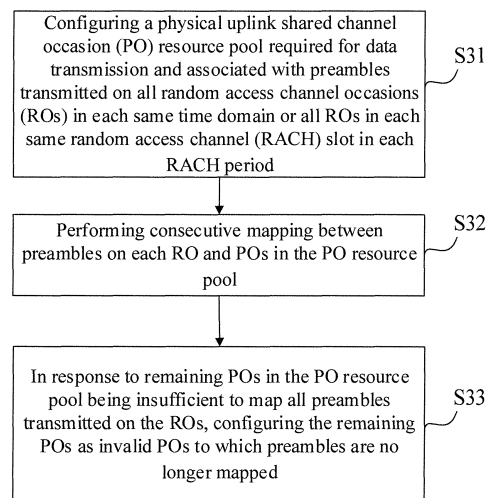 Configuring a physical uplink shared channel
occasion (PO) resource pool required for data
transmission and associated with preambles
transmitted on all random access channel occasions
(ROs) in each same time domain or all ROs in each
same random access channel (RACH) slot in each
RACH period
S31
Performing consecutive mapping between
preambles on each RO and POs in the PO resource
pool
S32
In response to remaining POs in the PO resource
pool being insufficient to map all preambles
transmitted on the ROs, configuring the remaining
POs as invalid POs to which preambles are no
longer mapped
S33